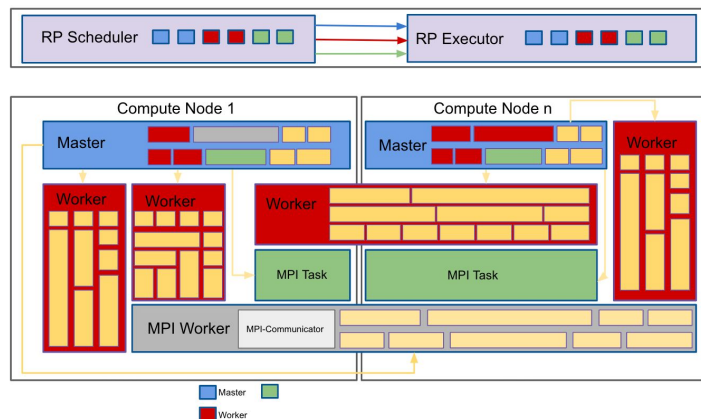 RP Scheduler
RP Executor
Compute Node 1
Compute Node n
Master
Master
Worker
Worker
Worker
Worker
MPI Task
MPI Task
MPI Worker
MPI-Communicator
Master
Worker